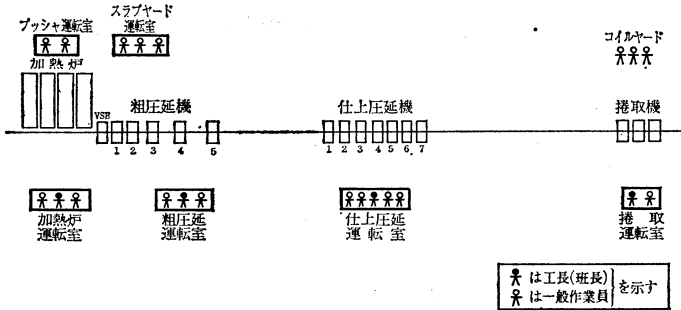 スラブヤード
運転室
プッシャ運転室
コイルヤード
加熱炉
粗圧延機
仕上圧延機
捲取機
VSB
1 2 3 4 5
1 2 3 4 5 6 7
加熱炉
運転室
粗圧延
運転室
仕上圧延
運転室
捲取
運転室
は工長(班長)
は一般作業員
を示す